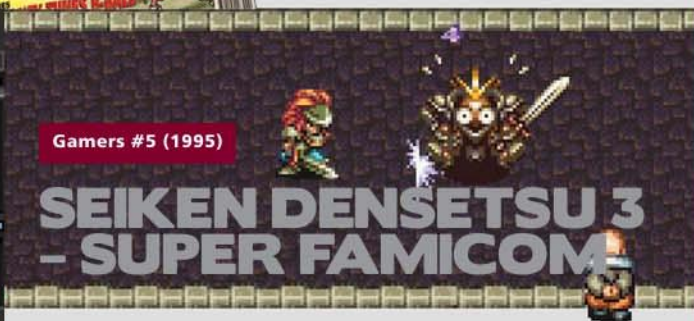 Gamers #5 (1995)
SEIKEN DENSETSU 3
– SUPER FAMICOM